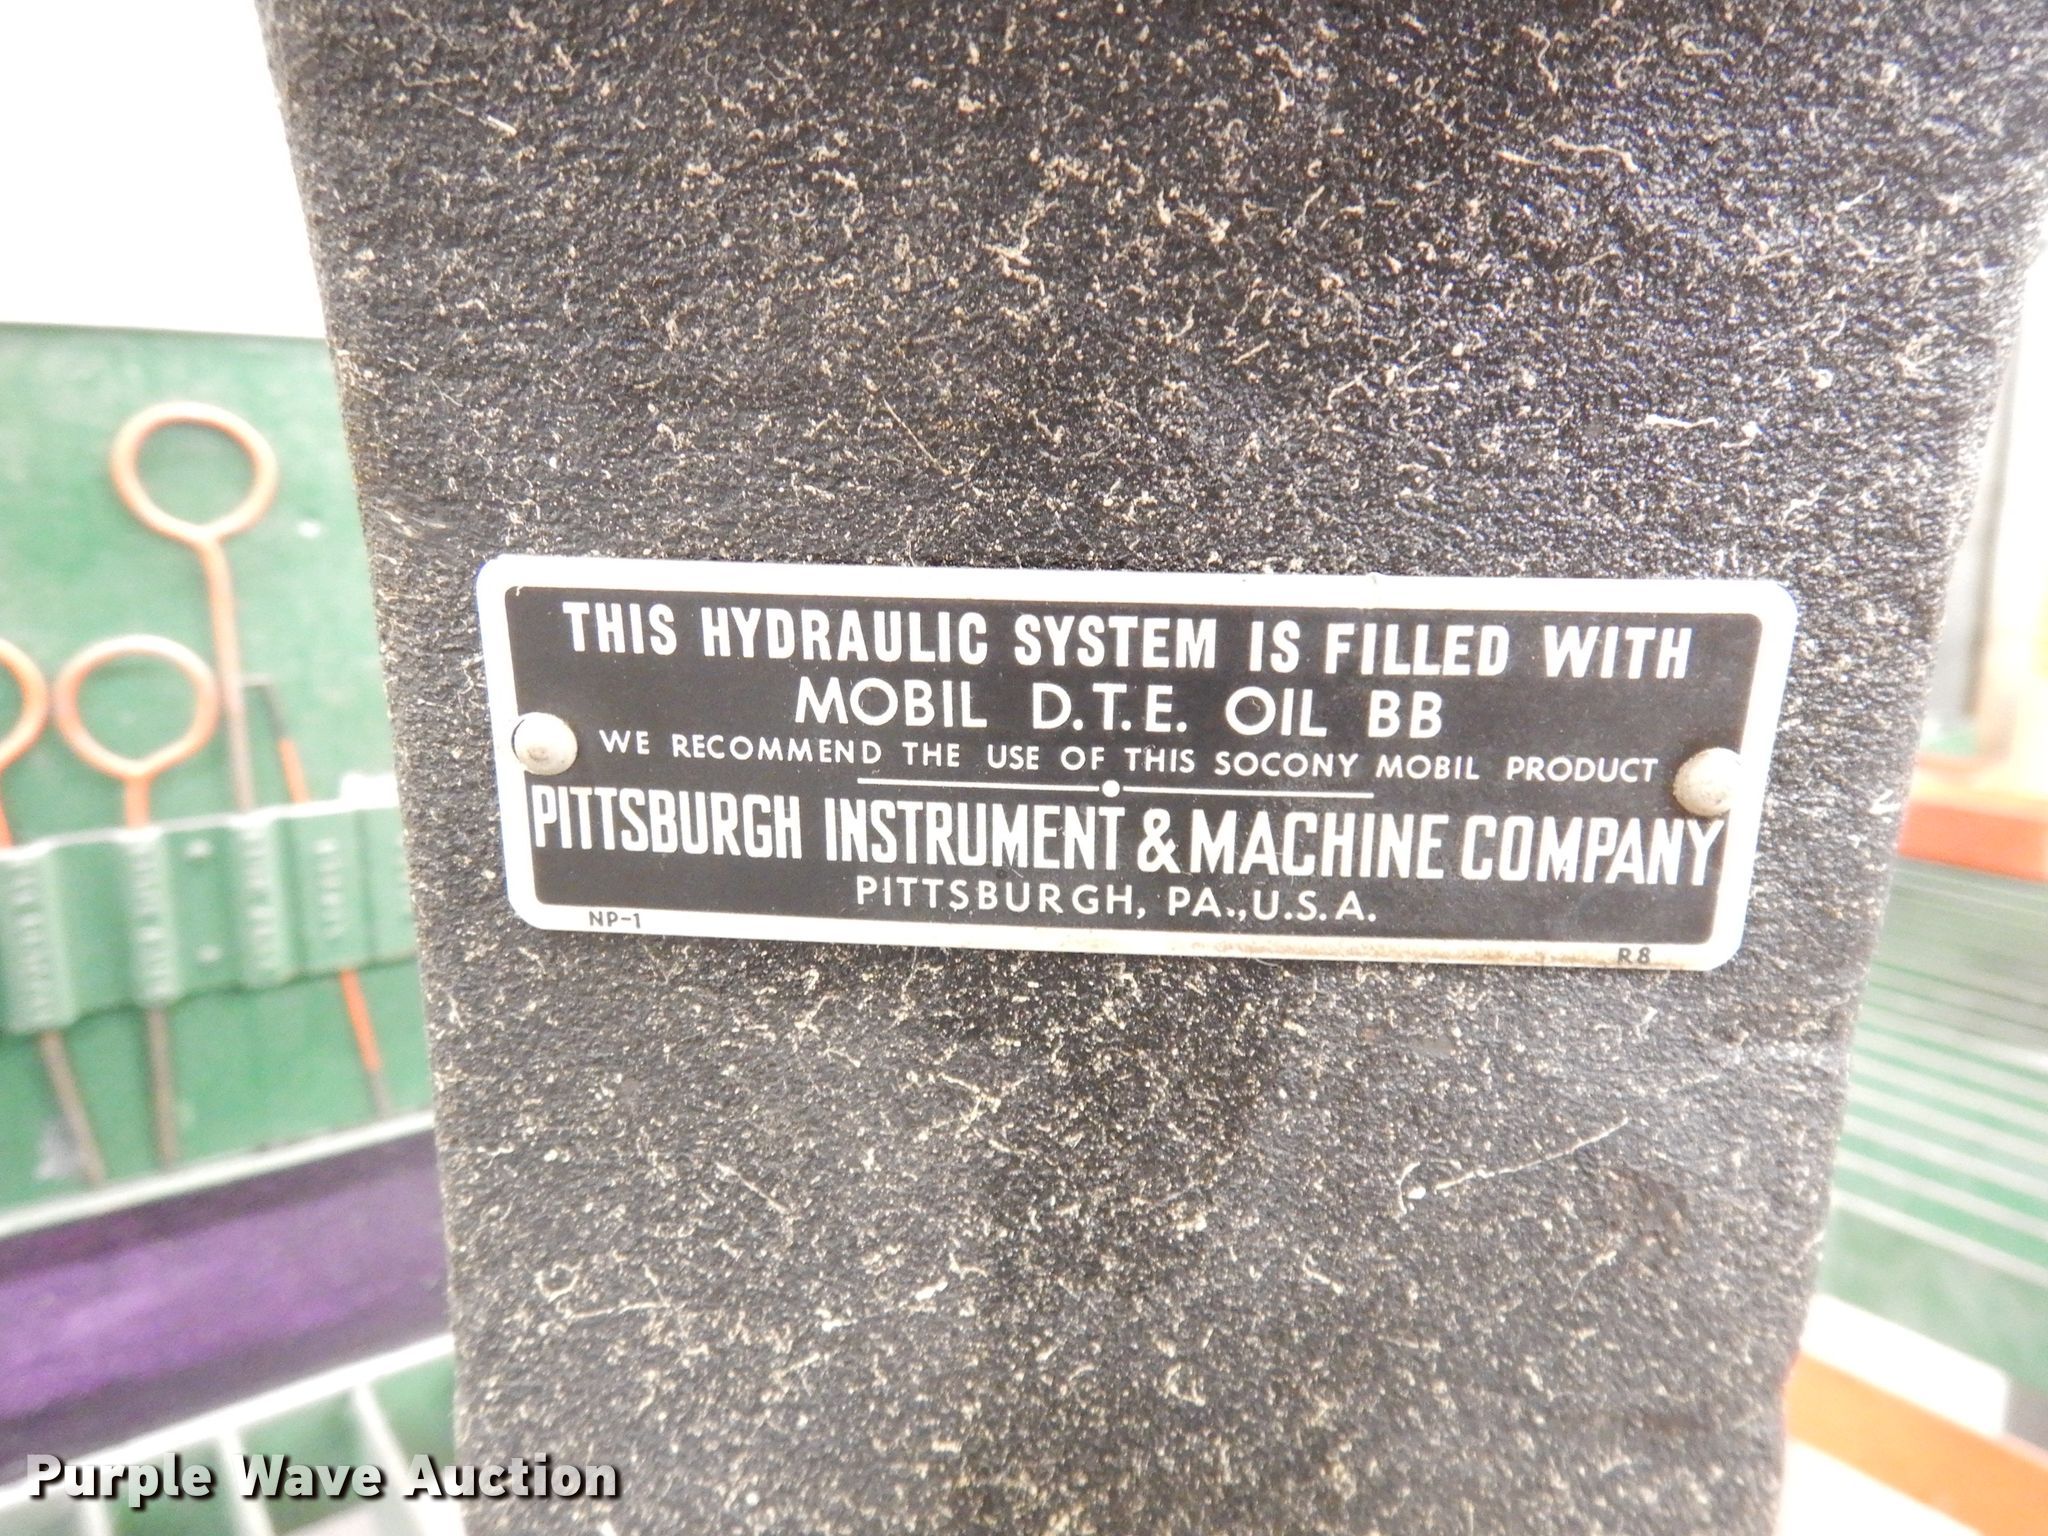 THIS HYDRAULIC SYSTEM IS FILLED WITH
MOBIL D.T.E. OIL BB
WE RECOMMEND THE USE OF THIS SOCONY MOBIL PRODUCT
PITTSBURGH INSTRUMENT & MACHINE COMPANY
PITTSBURGH, PA., U.S.A.
NP-1
R8
Purple Wave Auction